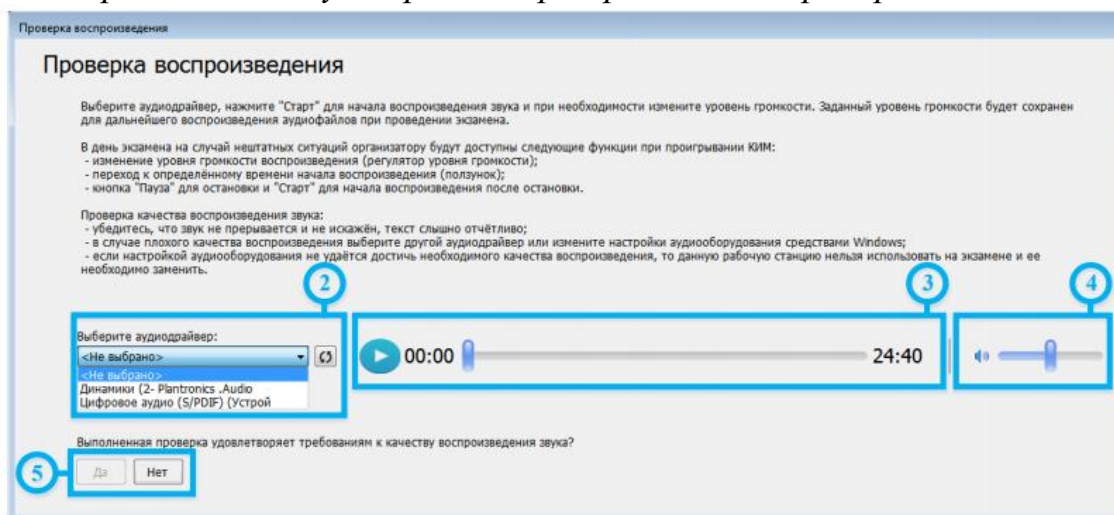 Проверка воспроизведения
Проверка воспроизведения
Выберите аудиодрайвер, нажмите "Старт" для начала воспроизведения звука и при необходимости измените уровень громкости. Заданный уровень громкости будет сохранен
для дальнейшего воспроизведения аудиофайлов при проведении экзамена.
В день экзамена на случай нештатных ситуаций организатору будут доступны следующие функции при проигрывании КИМ:
- изменение уровня громкости воспроизведения (регулятор уровня громкости);
- переход к определённому времени начала воспроизведения (ползунок);
- кнопка "Пауза" для остановки и "Старт" для начала воспроизведения после остановки.
Проверка качества воспроизведения звука:
- убедитесь, что звук не прерывается и не искажён, текст слышно отчётливо;
- в случае плохого качества воспроизведения выберите другой аудиодрайвер или измените настройки аудиооборудования средствами Windows;
- если настройкой аудиооборудования не удаётся достичь необходимого качества воспроизведения, то данную рабочую станцию нельзя использовать на экзамене и ее
необходимо заменить.
2
3
4
Выберите аудиодрайвер:
<Не выбрано>
00:00
24:40
<Не выбрано>
Динамики (2- Plantronics .Audio
Цифровое аудио (S/PDIF) (Устрой
Выполненная проверка удовлетворяет требованиям к качеству воспроизведения звука?
5
Да
Нет